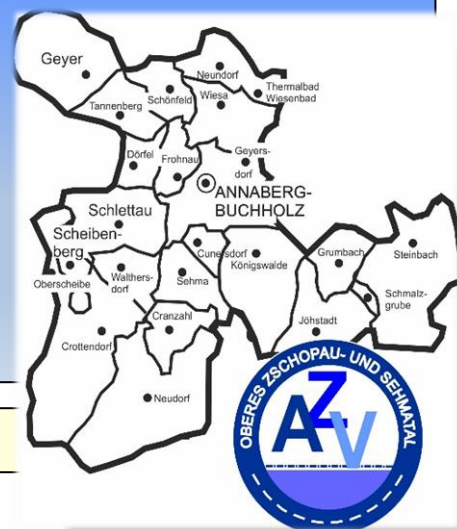 Geyer
Neundorf
Thermalbad
Wiesenbad
Schönfeld
Wiesa
Tannenberg
Dörfel
Frohnau
Geyers-
dorf
ANNABERG-
BUCHHOLZ
Schlettau
Scheiben-
berg
Oberscheibe
Walthers-
dorf
Sehma
Cunersdorf
Königswalde
Grumbach
Steinbach
Schmalz-
grube
Jöhstadt
Cranzahl
Crottendorf
Neudorf
OBERES ZSCHOPAU- UND SEHMATAL
AZV